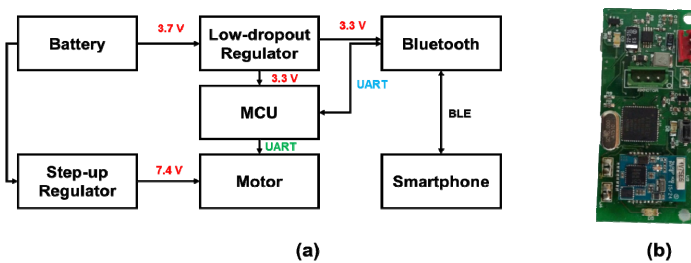 Battery
3.7 V
Low-dropout
Regulator
3.3 V
Bluetooth
3.3 V
UART
MCU
BLE
UART
Step-up
Regulator
7.4 V
Motor
Smartphone
(a)
(b)